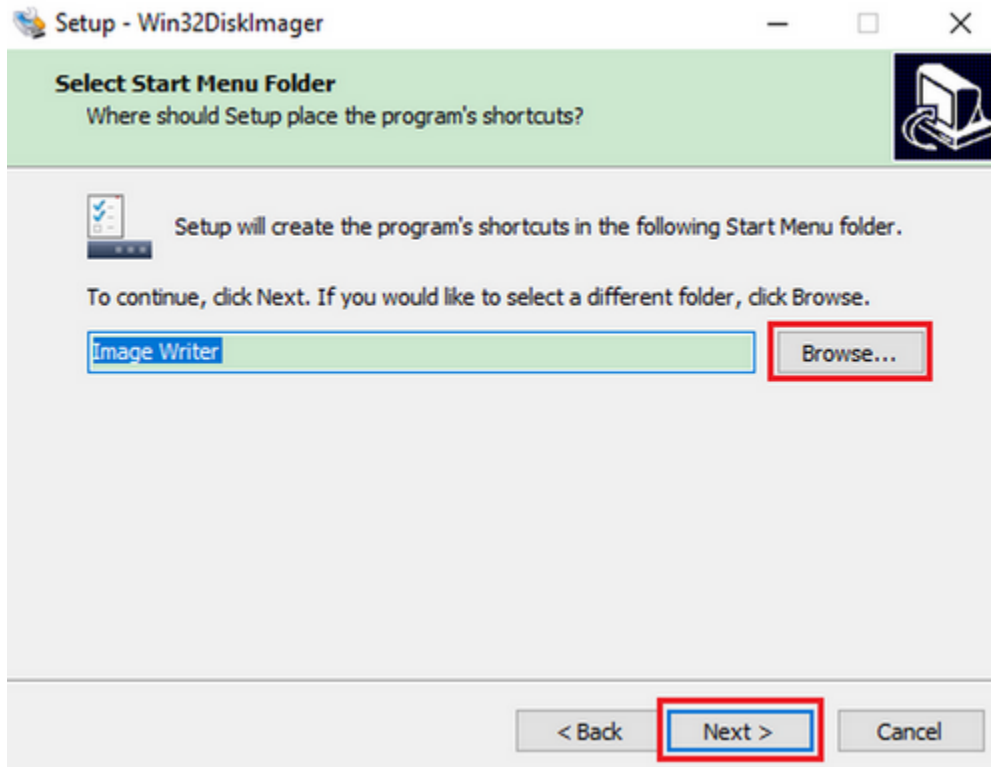 Setup - Win32DiskImager
Select Start Menu Folder
Where should Setup place the program's shortcuts?
Setup will create the program's shortcuts in the following Start Menu folder.
To continue, click Next. If you would like to select a different folder, click Browse.
Image Writer
Browse...
< Back
Next >
Cancel